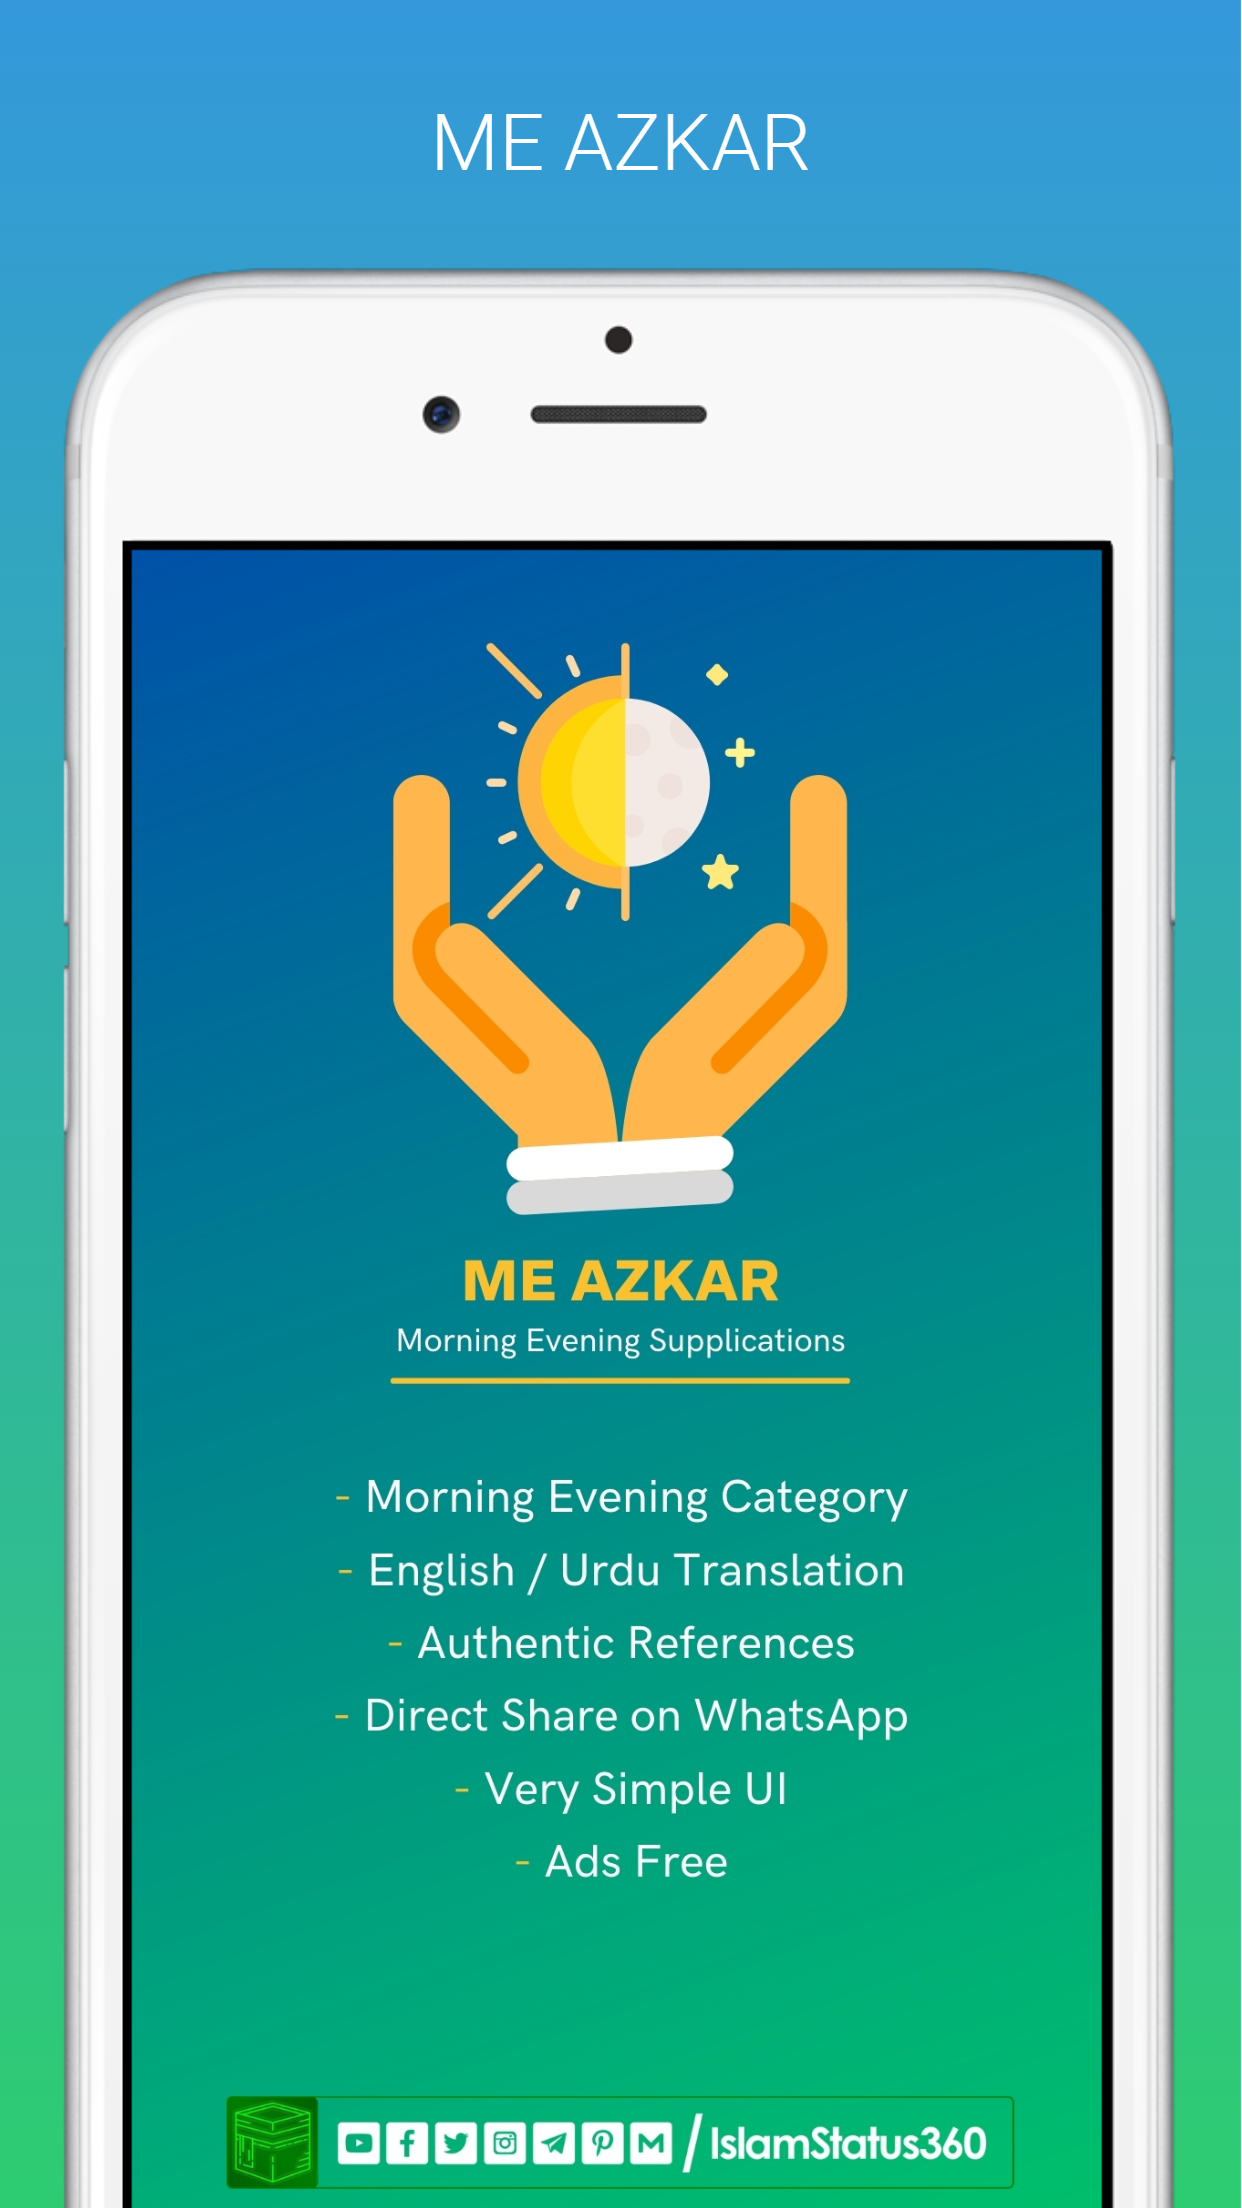 ME AZKAR
ME AZKAR
Morning Evening Supplications
- Morning Evening Category
- English / Urdu Translation
- Authentic References
- Direct Share on WhatsApp
- Very Simple UI
- Ads Free
/IslamStatus360